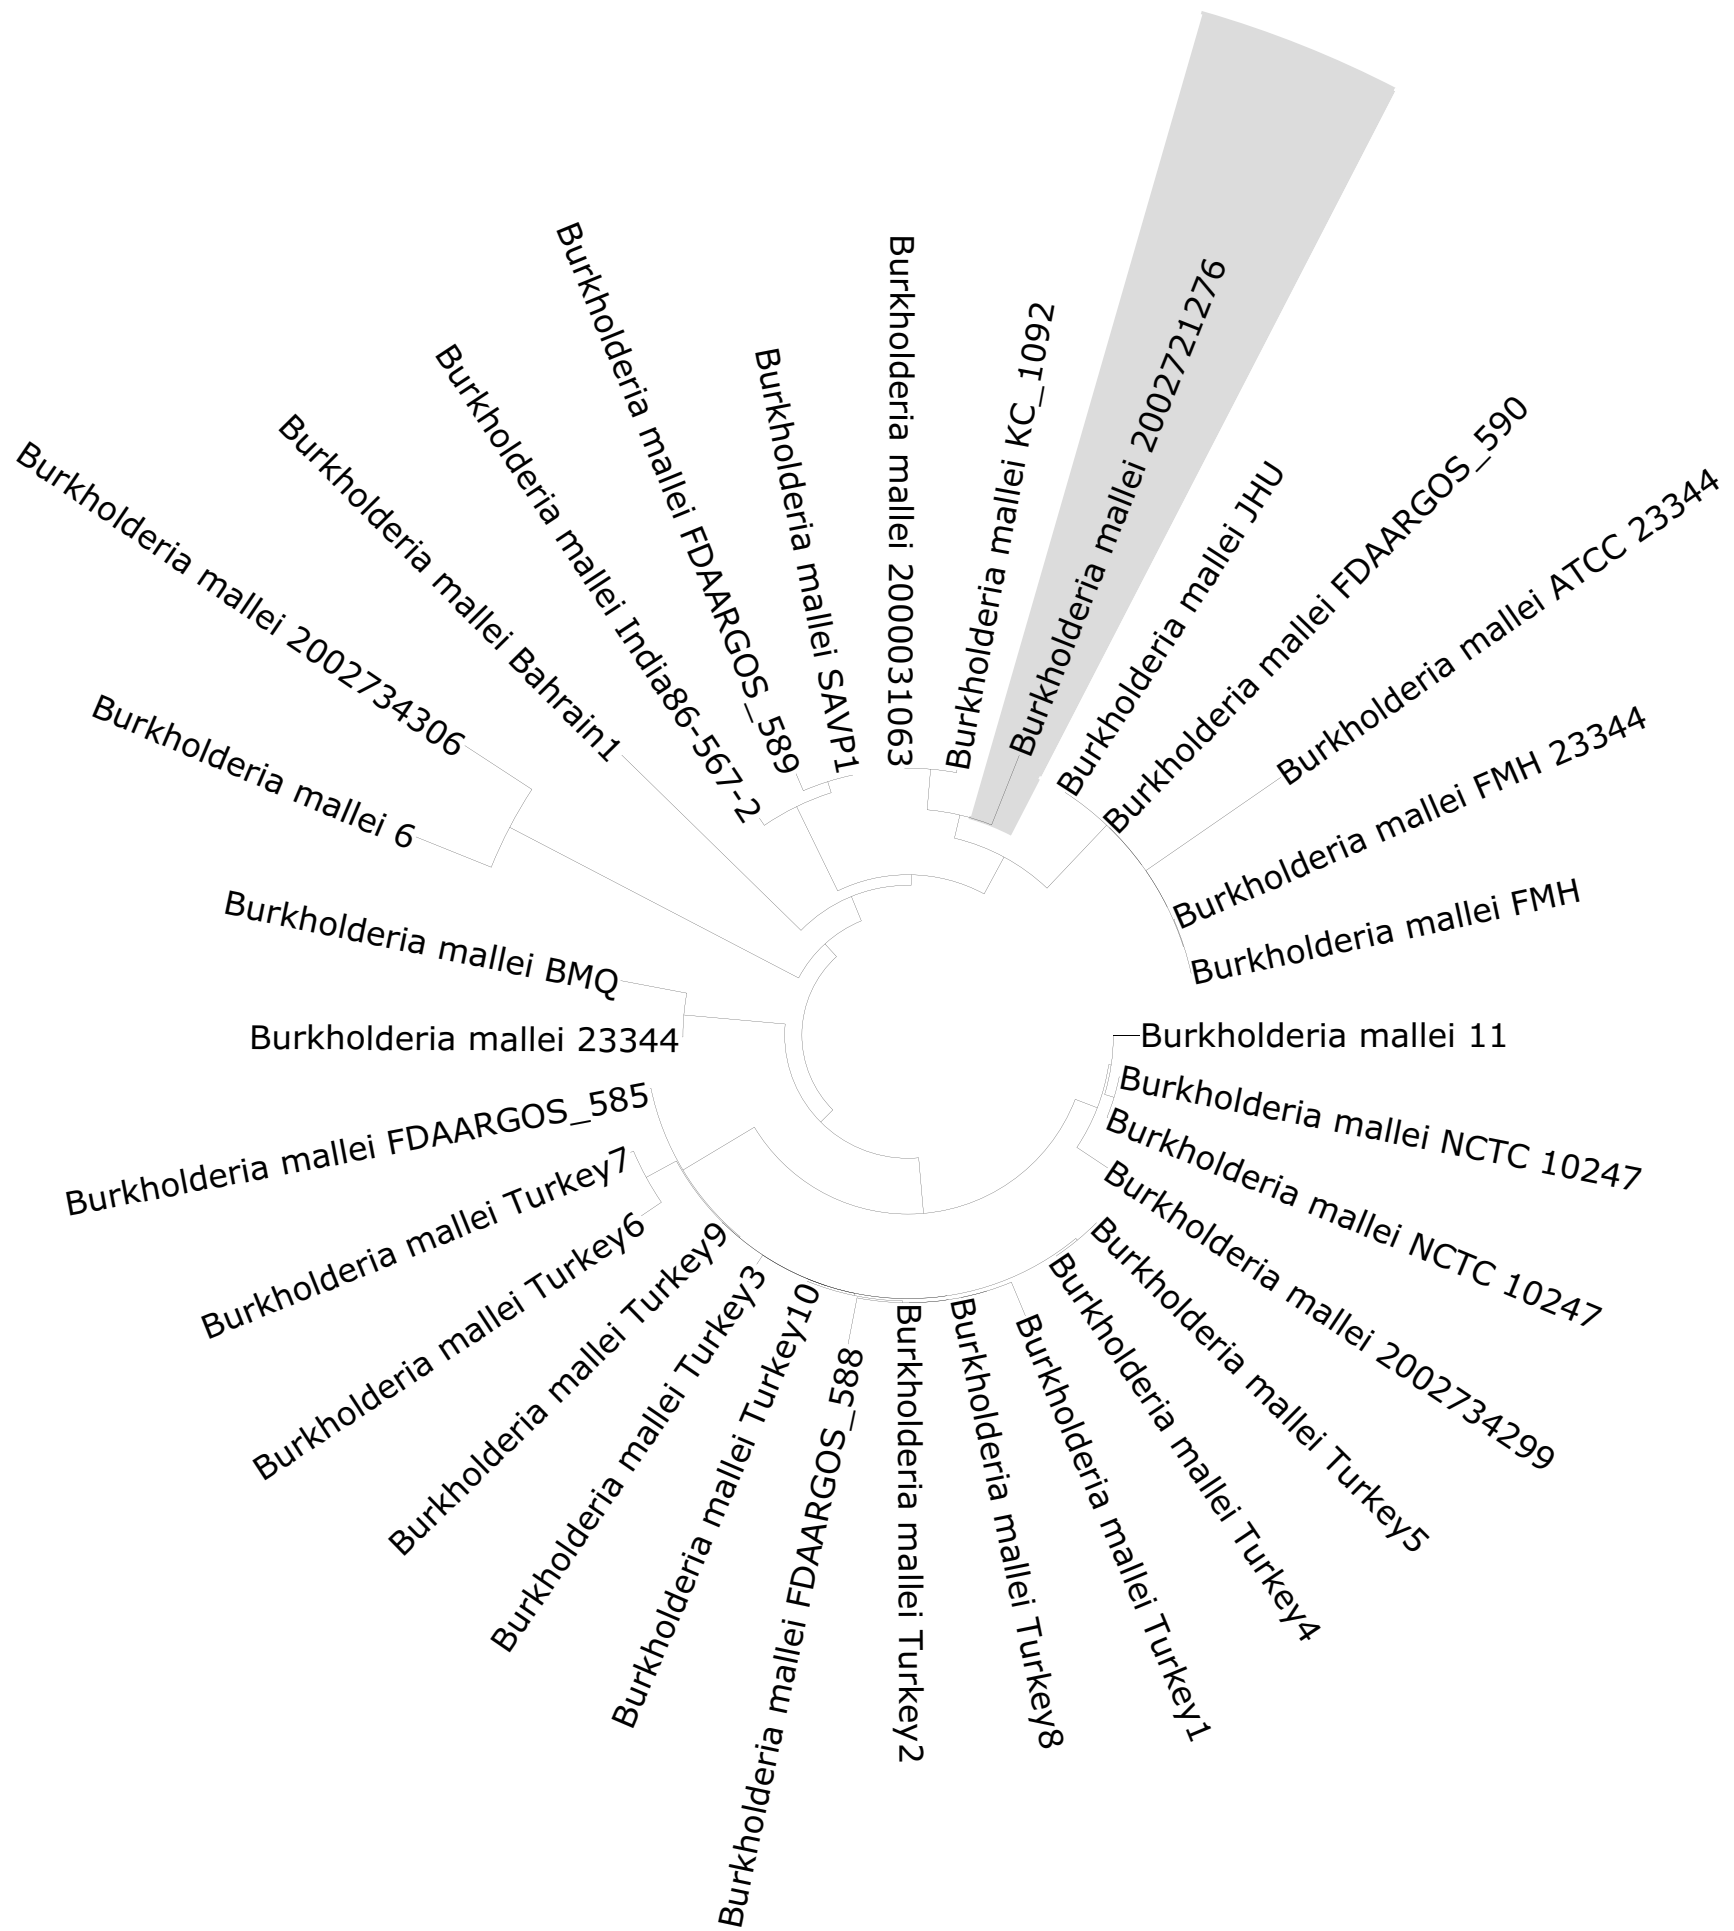 Burkholderia mallei 2000031063
Burkholderia mallei KC_1092
Burkholderia mallei 2002721276
Burkholderia mallei JHU
Burkholderia mallei FDAARGOS_590
Burkholderia mallei ATCC 23344
Burkholderia mallei FMH 23344
Burkholderia mallei FMH
Burkholderia mallei 11
Burkholderia mallei NCTC 10247
Burkholderia mallei NCTC 10247
Burkholderia mallei 2002734299
Burkholderia mallei Turkey5
Burkholderia mallei Turkey4
Burkholderia mallei Turkey1
Burkholderia mallei Turkey8
Burkholderia mallei Turkey2
Burkholderia mallei FDAARGOS_588
Burkholderia mallei Turkey10
Burkholderia mallei Turkey3
Burkholderia mallei Turkey9
Burkholderia mallei Turkey6
Burkholderia mallei Turkey7
Burkholderia mallei FDAARGOS_585
Burkholderia mallei 23344
Burkholderia mallei BMQ
Burkholderia mallei 6
Burkholderia mallei 2002734306
Burkholderia mallei Bahrain1
Burkholderia mallei India86-567-2
Burkholderia mallei FDAARGOS_589
Burkholderia mallei SAVP1